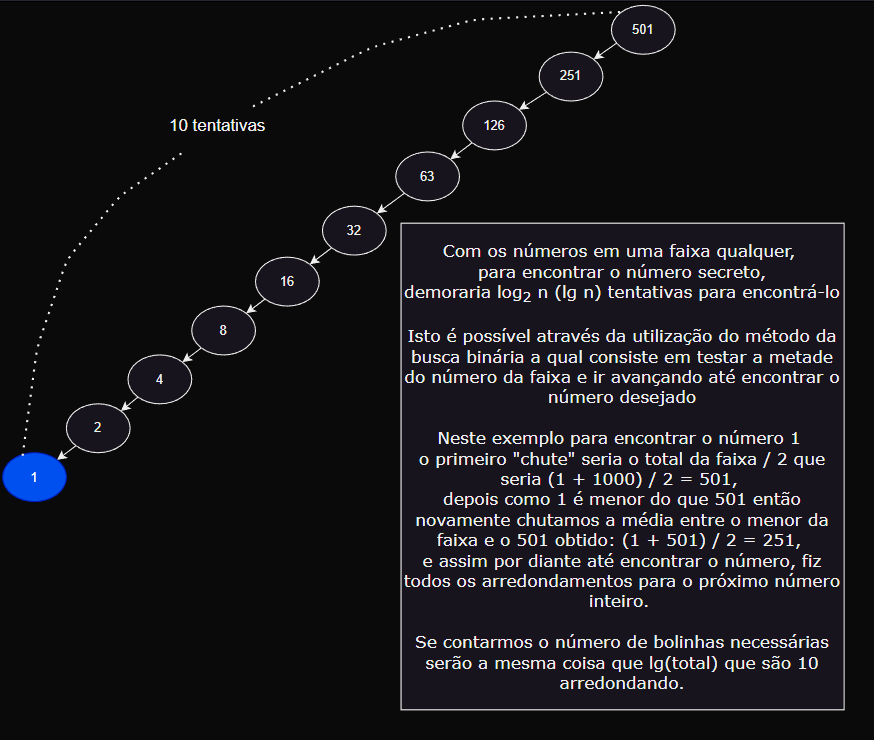 501
251
126
10 tentativas
63
32
16
8
4
2
1
Com os números em uma faixa qualquer,
para encontrar o número secreto,
demoraria log₂ n (lg n) tentativas para encontrá-lo
Isto é possível através da utilização do método da
busca binária a qual consiste em testar a metade
do número da faixa e ir avançando até encontrar o
número desejado
Neste exemplo para encontrar o número 1
o primeiro "chute" seria o total da faixa / 2 que
seria (1 + 1000) / 2 = 501,
depois como 1 é menor do que 501 então
novamente chutamos a média entre o menor da
faixa e o 501 obtido: (1 + 501) / 2 = 251,
e assim por diante até encontrar o número, fiz
todos os arredondamentos para o próximo número
inteiro.
Se contarmos o número de bolinhas necessárias
serão a mesma coisa que lg(total) que são 10
arredondando.